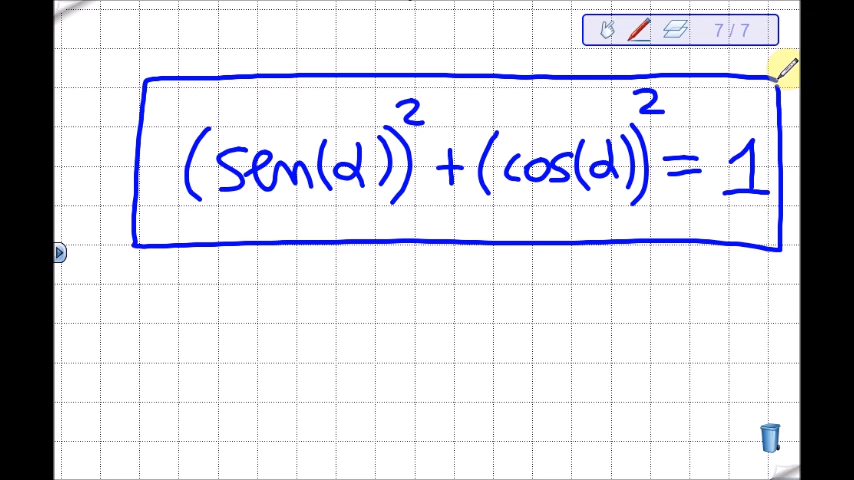 7 / 7
(sen(α))² + (cos(α))² = 1